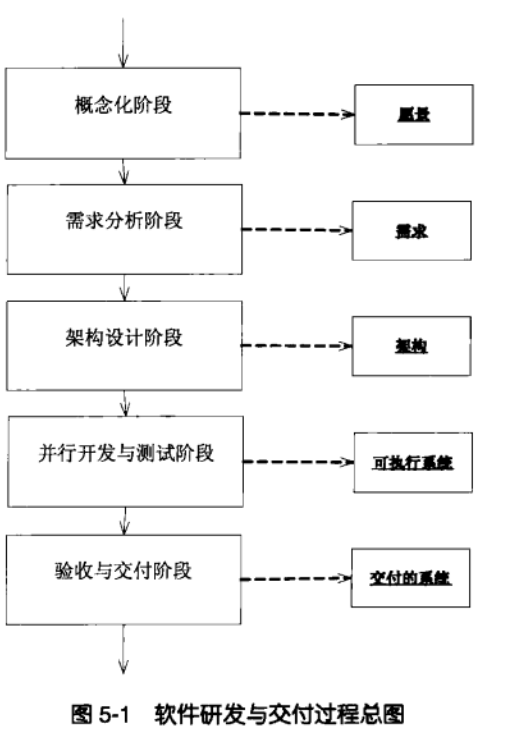 概念化阶段
愿景
需求分析阶段
需求
架构设计阶段
架构
并行开发与测试阶段
可执行系统
验收与交付阶段
交付的系统
图 5-1 软件研发与交付过程总图